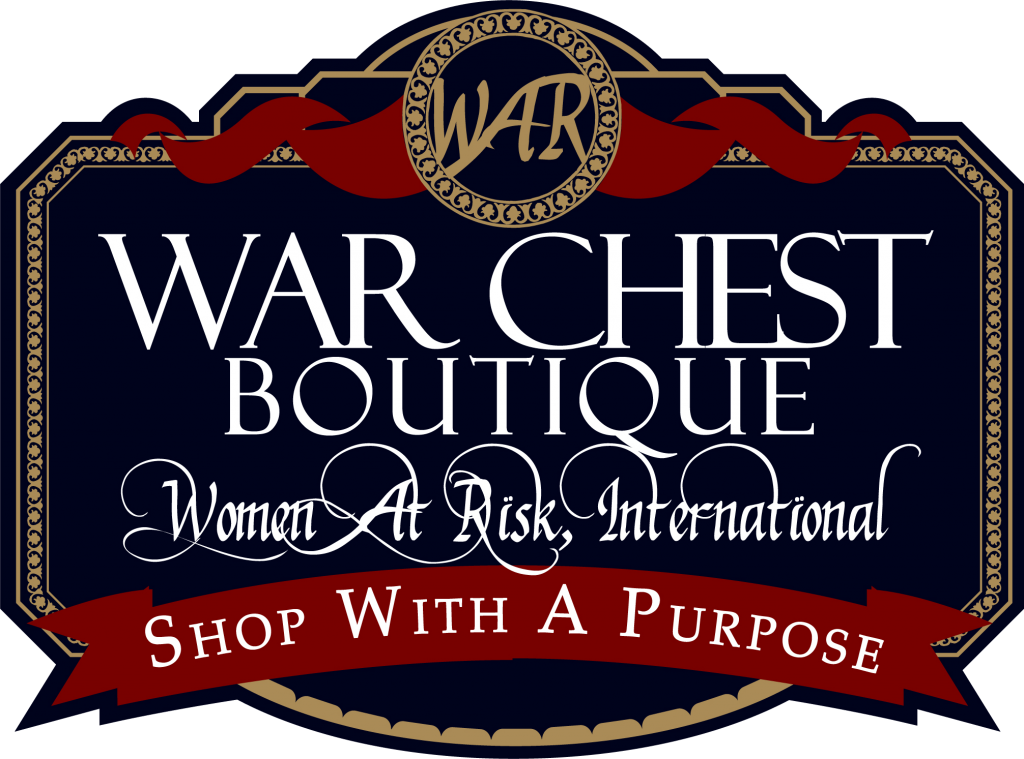 WAR
WAR CHEST
BOUTIQUE
Women At Risk, International
SHOP WITH A PURPOSE